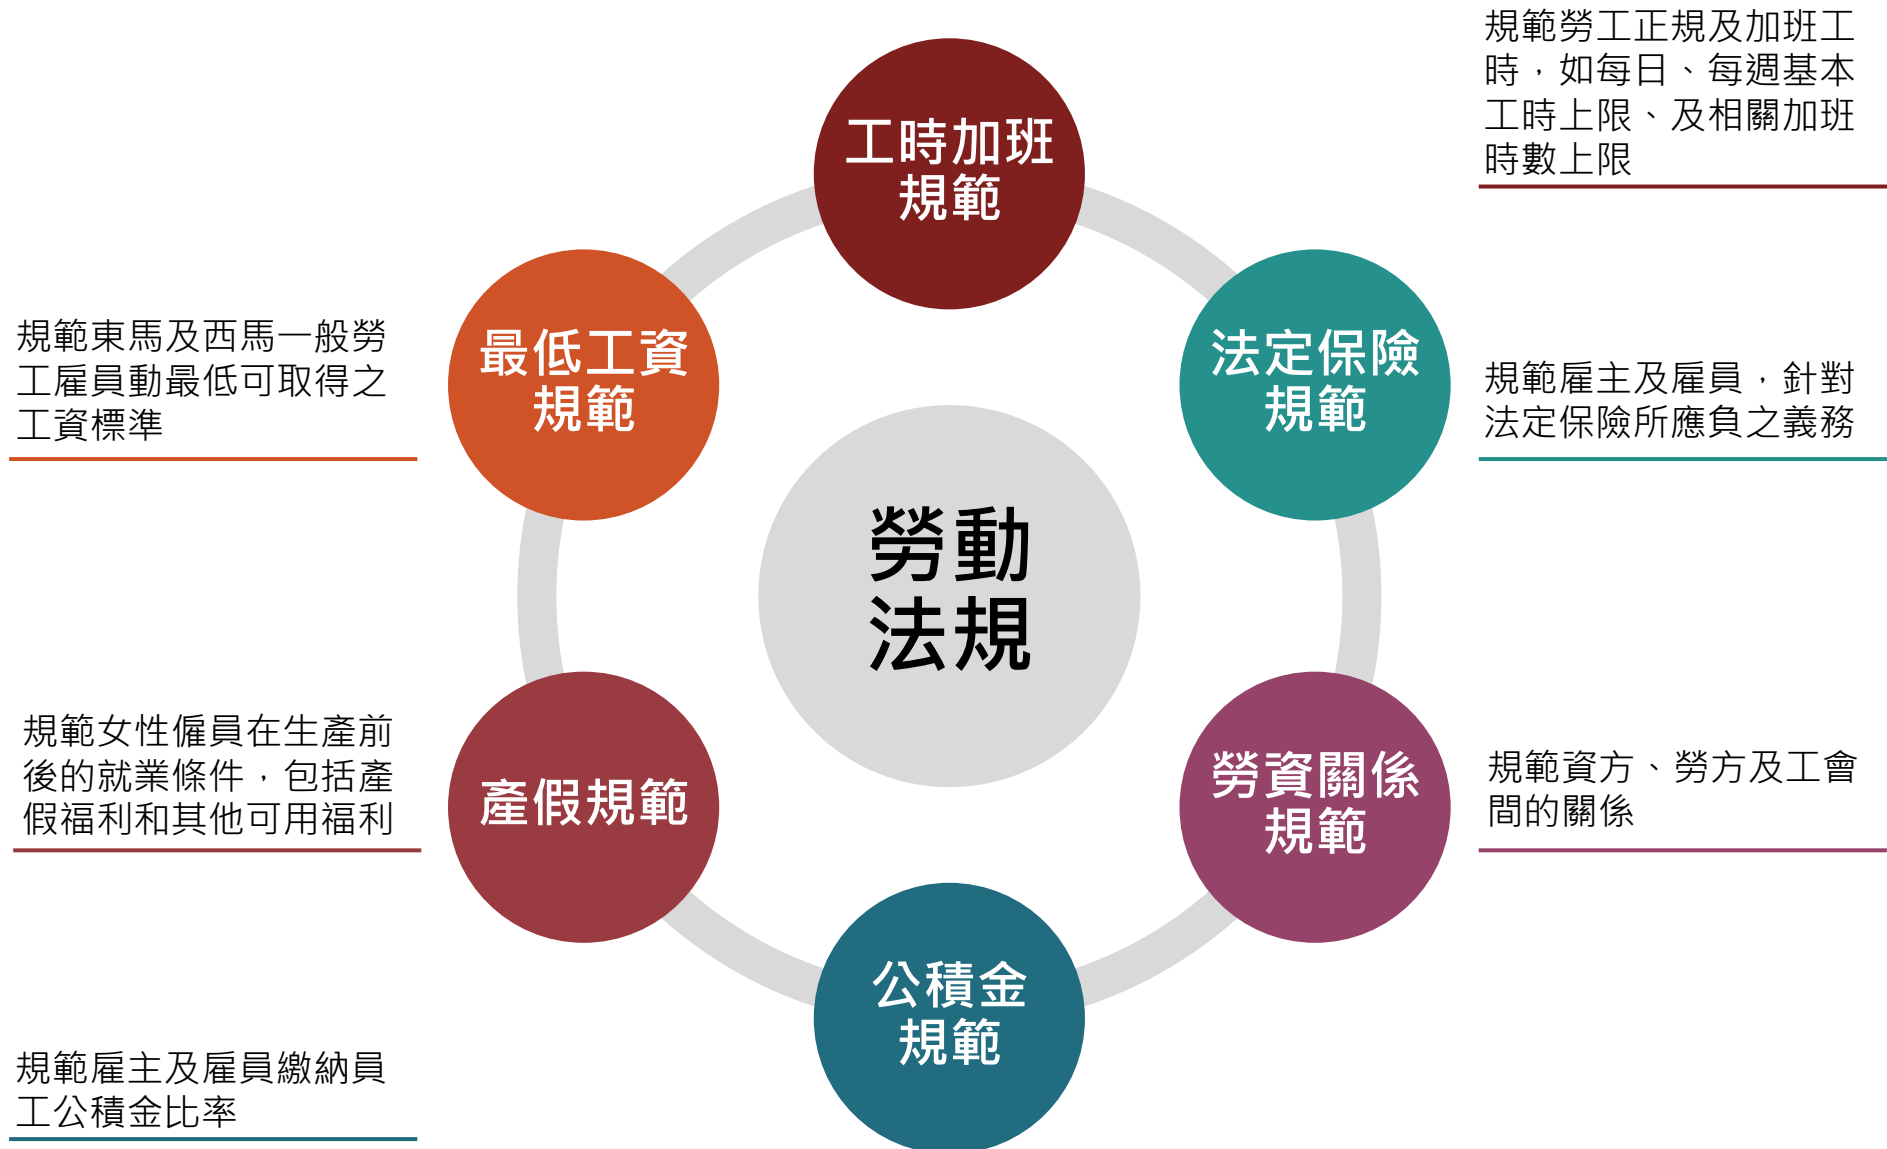 規範勞工正規及加班工
時，如每日、每週基本
工時上限、及相關加班
時數上限
工時加班
規範
最低工資
規範
法定保險
規範
規範東馬及西馬一般勞
工雇員動最低可取得之
工資標準
規範雇主及雇員，針對
法定保險所應負之義務
勞動
法規
規範女性僱員在生產前
後的就業條件，包括產
假福利和其他可用福利
產假規範
勞資關係
規範
規範資方、勞方及工會
間的關係
公積金
規範
規範雇主及雇員繳納員
工公積金比率